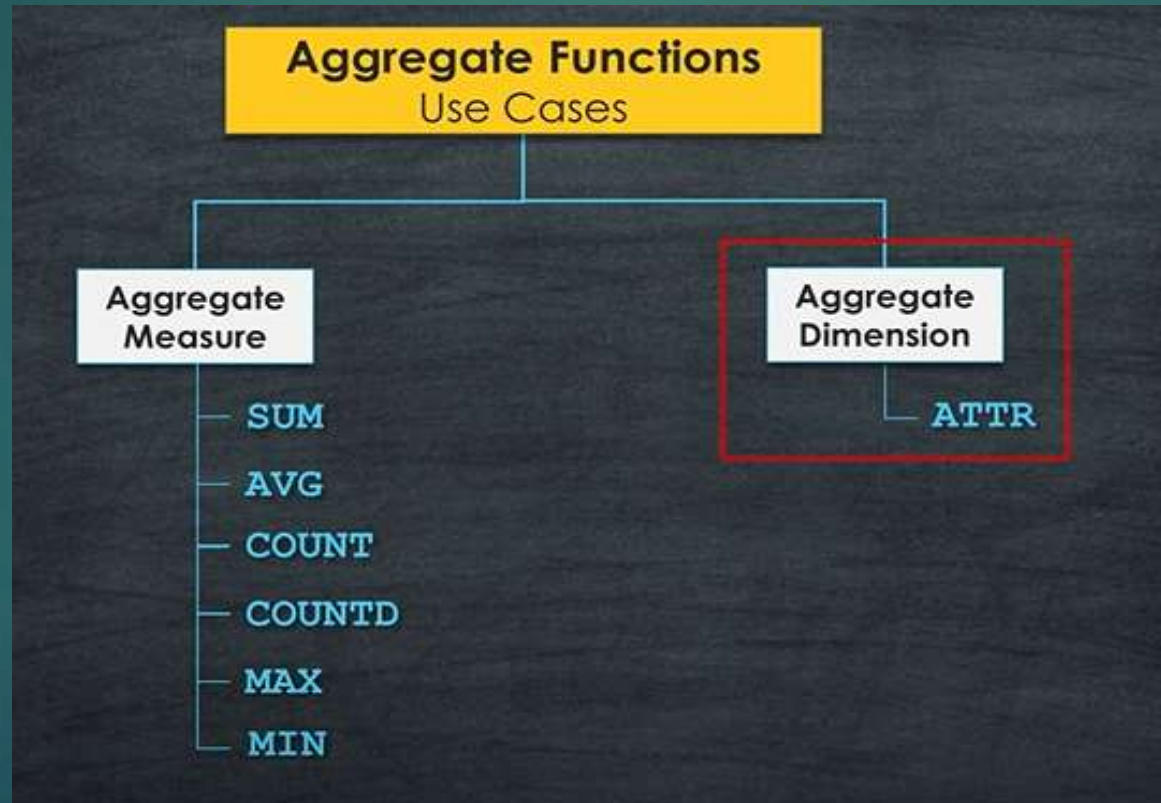 Aggregate Functions
Use Cases
Aggregate
Measure
SUM
AVG
COUNT
COUNTD
MAX
MIN
Aggregate
Dimension
ATTR